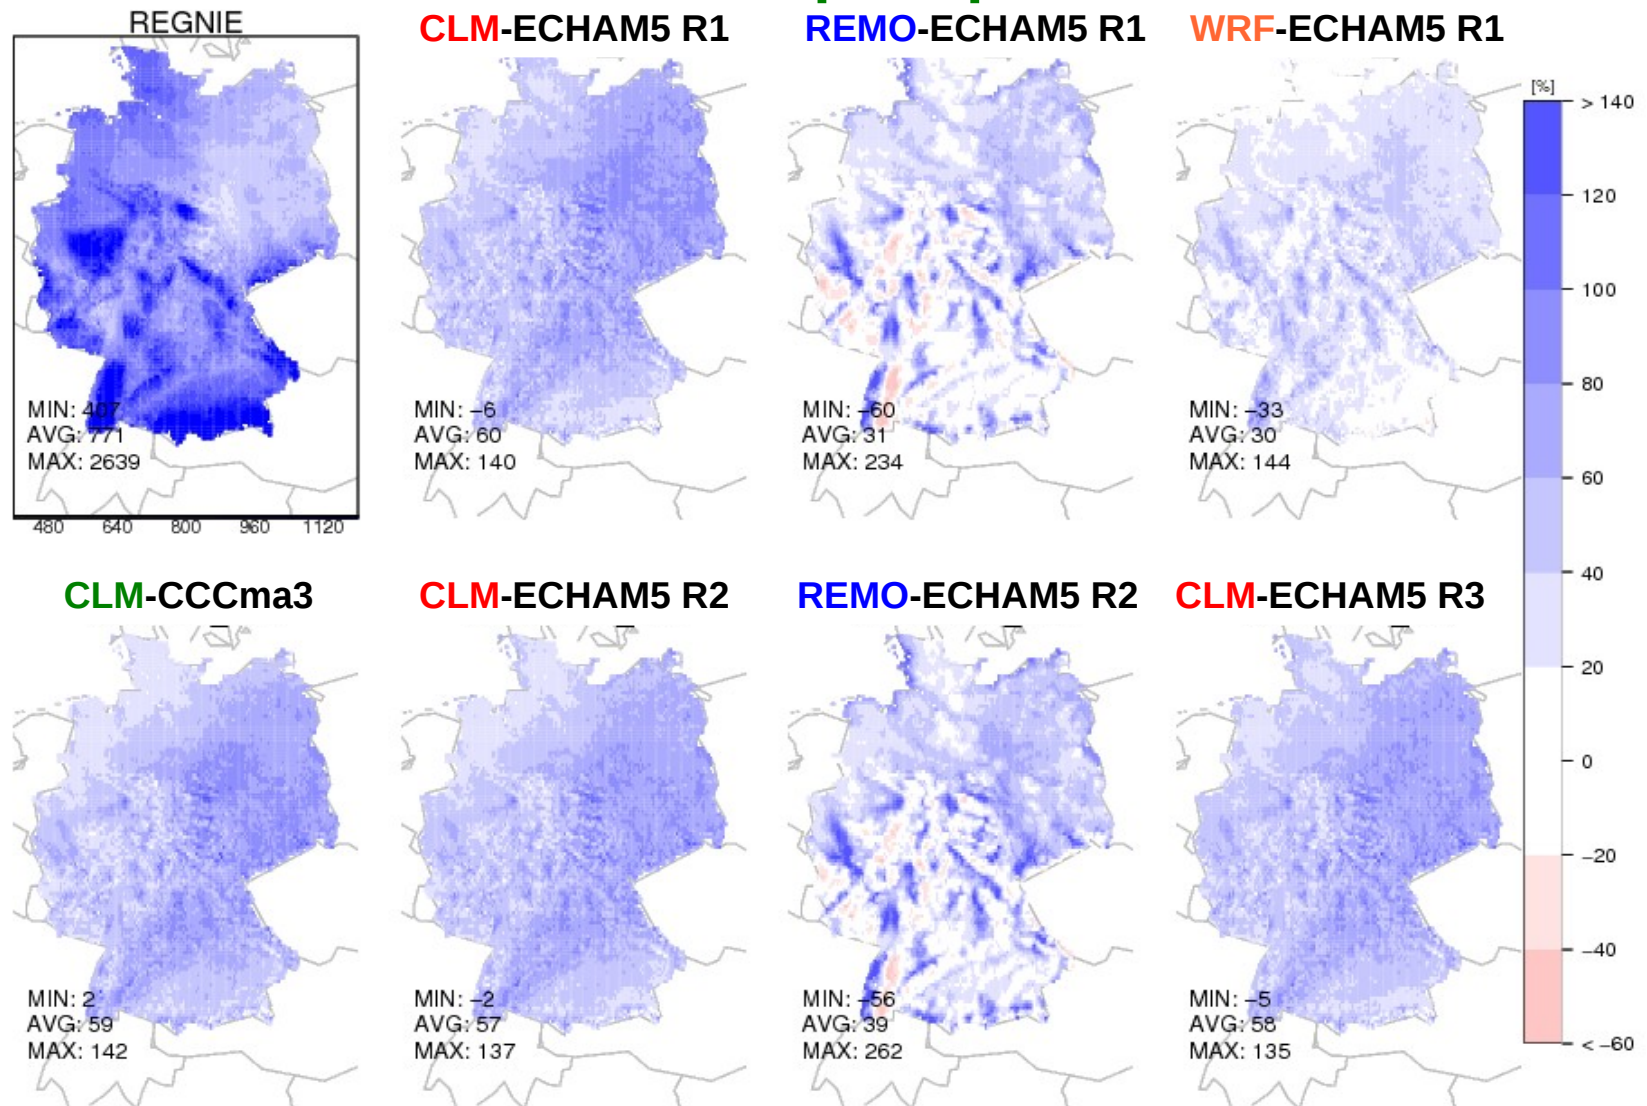 REGNIE
CLM-ECHAM5 R1
REMO-ECHAM5 R1
WRF-ECHAM5 R1
[%]
> 140
120
100
80
60
40
20
0
−20
−40
< −60
MIN: 407
AVG: 771
MAX: 2639
480 640 800 960 1120
MIN: −6
AVG: 60
MAX: 140
MIN: −60
AVG: 31
MAX: 234
MIN: −33
AVG: 30
MAX: 144
CLM-CCCma3
CLM-ECHAM5 R2
REMO-ECHAM5 R2
CLM-ECHAM5 R3
MIN: 2
AVG: 59
MAX: 142
MIN: −2
AVG: 57
MAX: 137
MIN: −56
AVG: 39
MAX: 262
MIN: −5
AVG: 58
MAX: 135